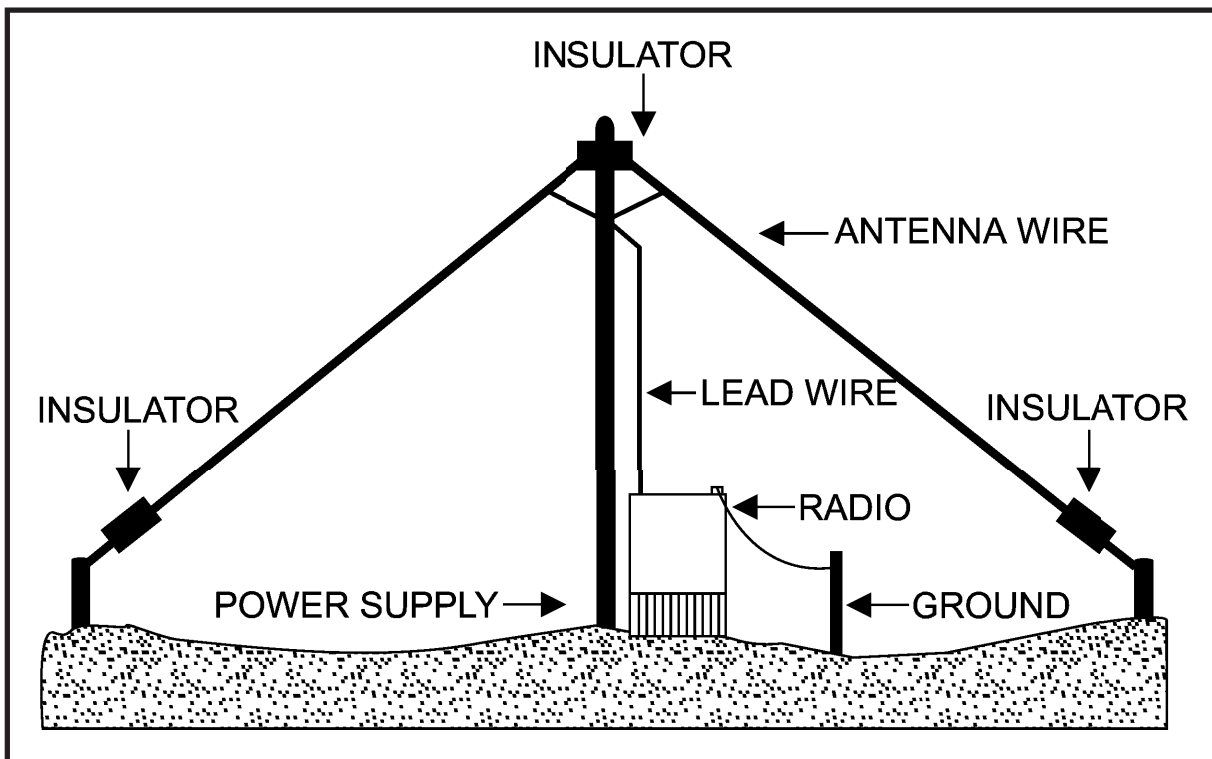 INSULATOR
ANTENNA WIRE
LEAD WIRE
INSULATOR
INSULATOR
RADIO
POWER SUPPLY
GROUND